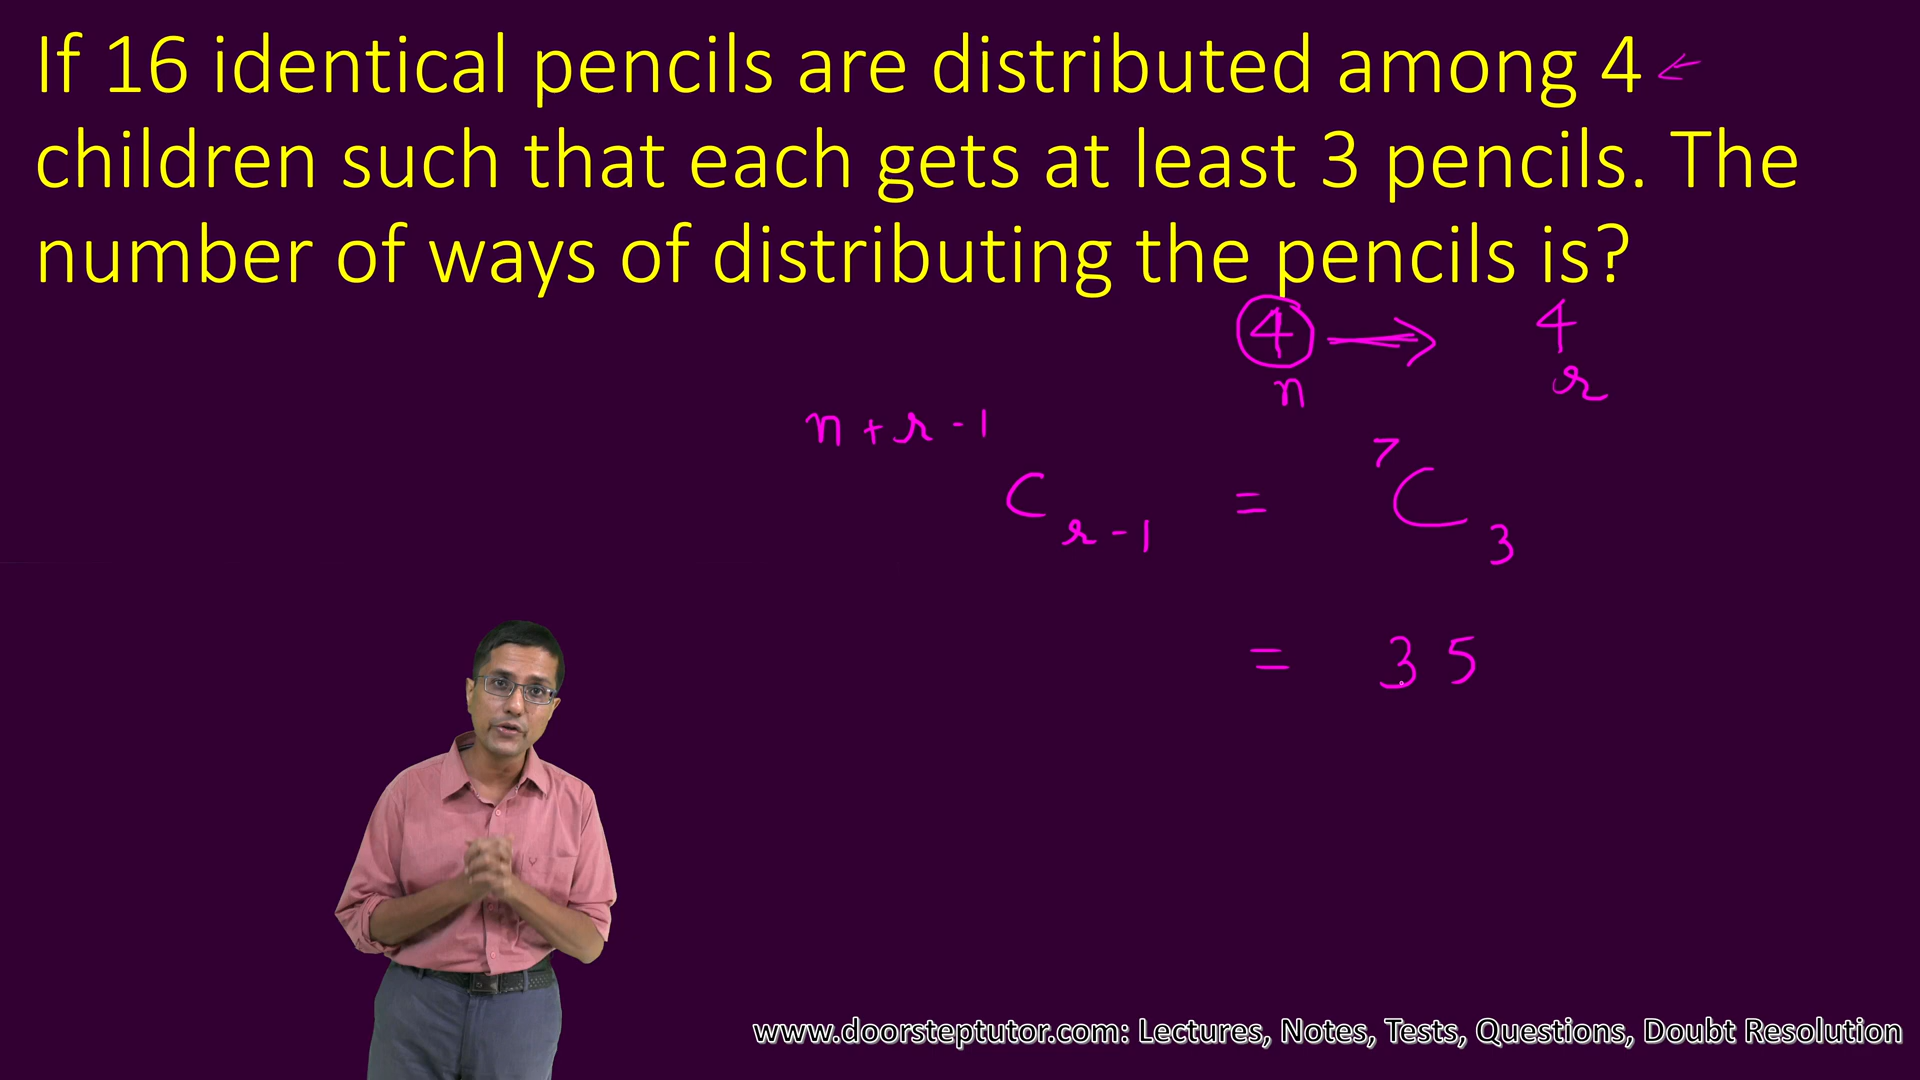 If 16 identical pencils are distributed among 4 ←
children such that each gets at least 3 pencils. The
number of ways of distributing the pencils is?
4 → 4
n r
n + r - 1
C r - 1 = 7 C 3
= 35
www.doorsteptutor.com: Lectures, Notes, Tests, Questions, Doubt Resolution